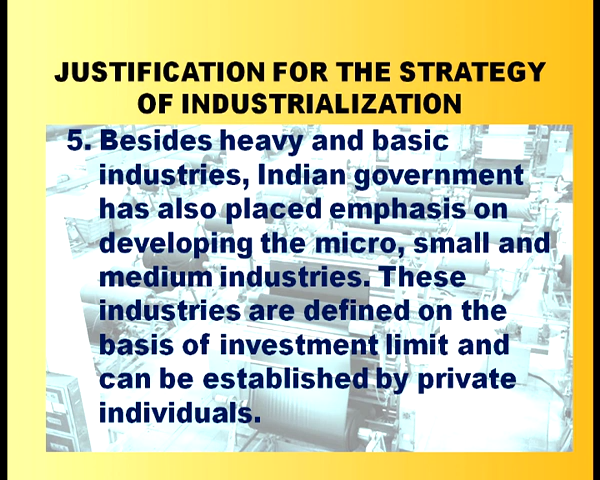 JUSTIFICATION FOR THE STRATEGY
OF INDUSTRIALIZATION
5. Besides heavy and basic
industries, Indian government
has also placed emphasis on
developing the micro, small and
medium industries. These
industries are defined on the
basis of investment limit and
can be established by private
individuals.